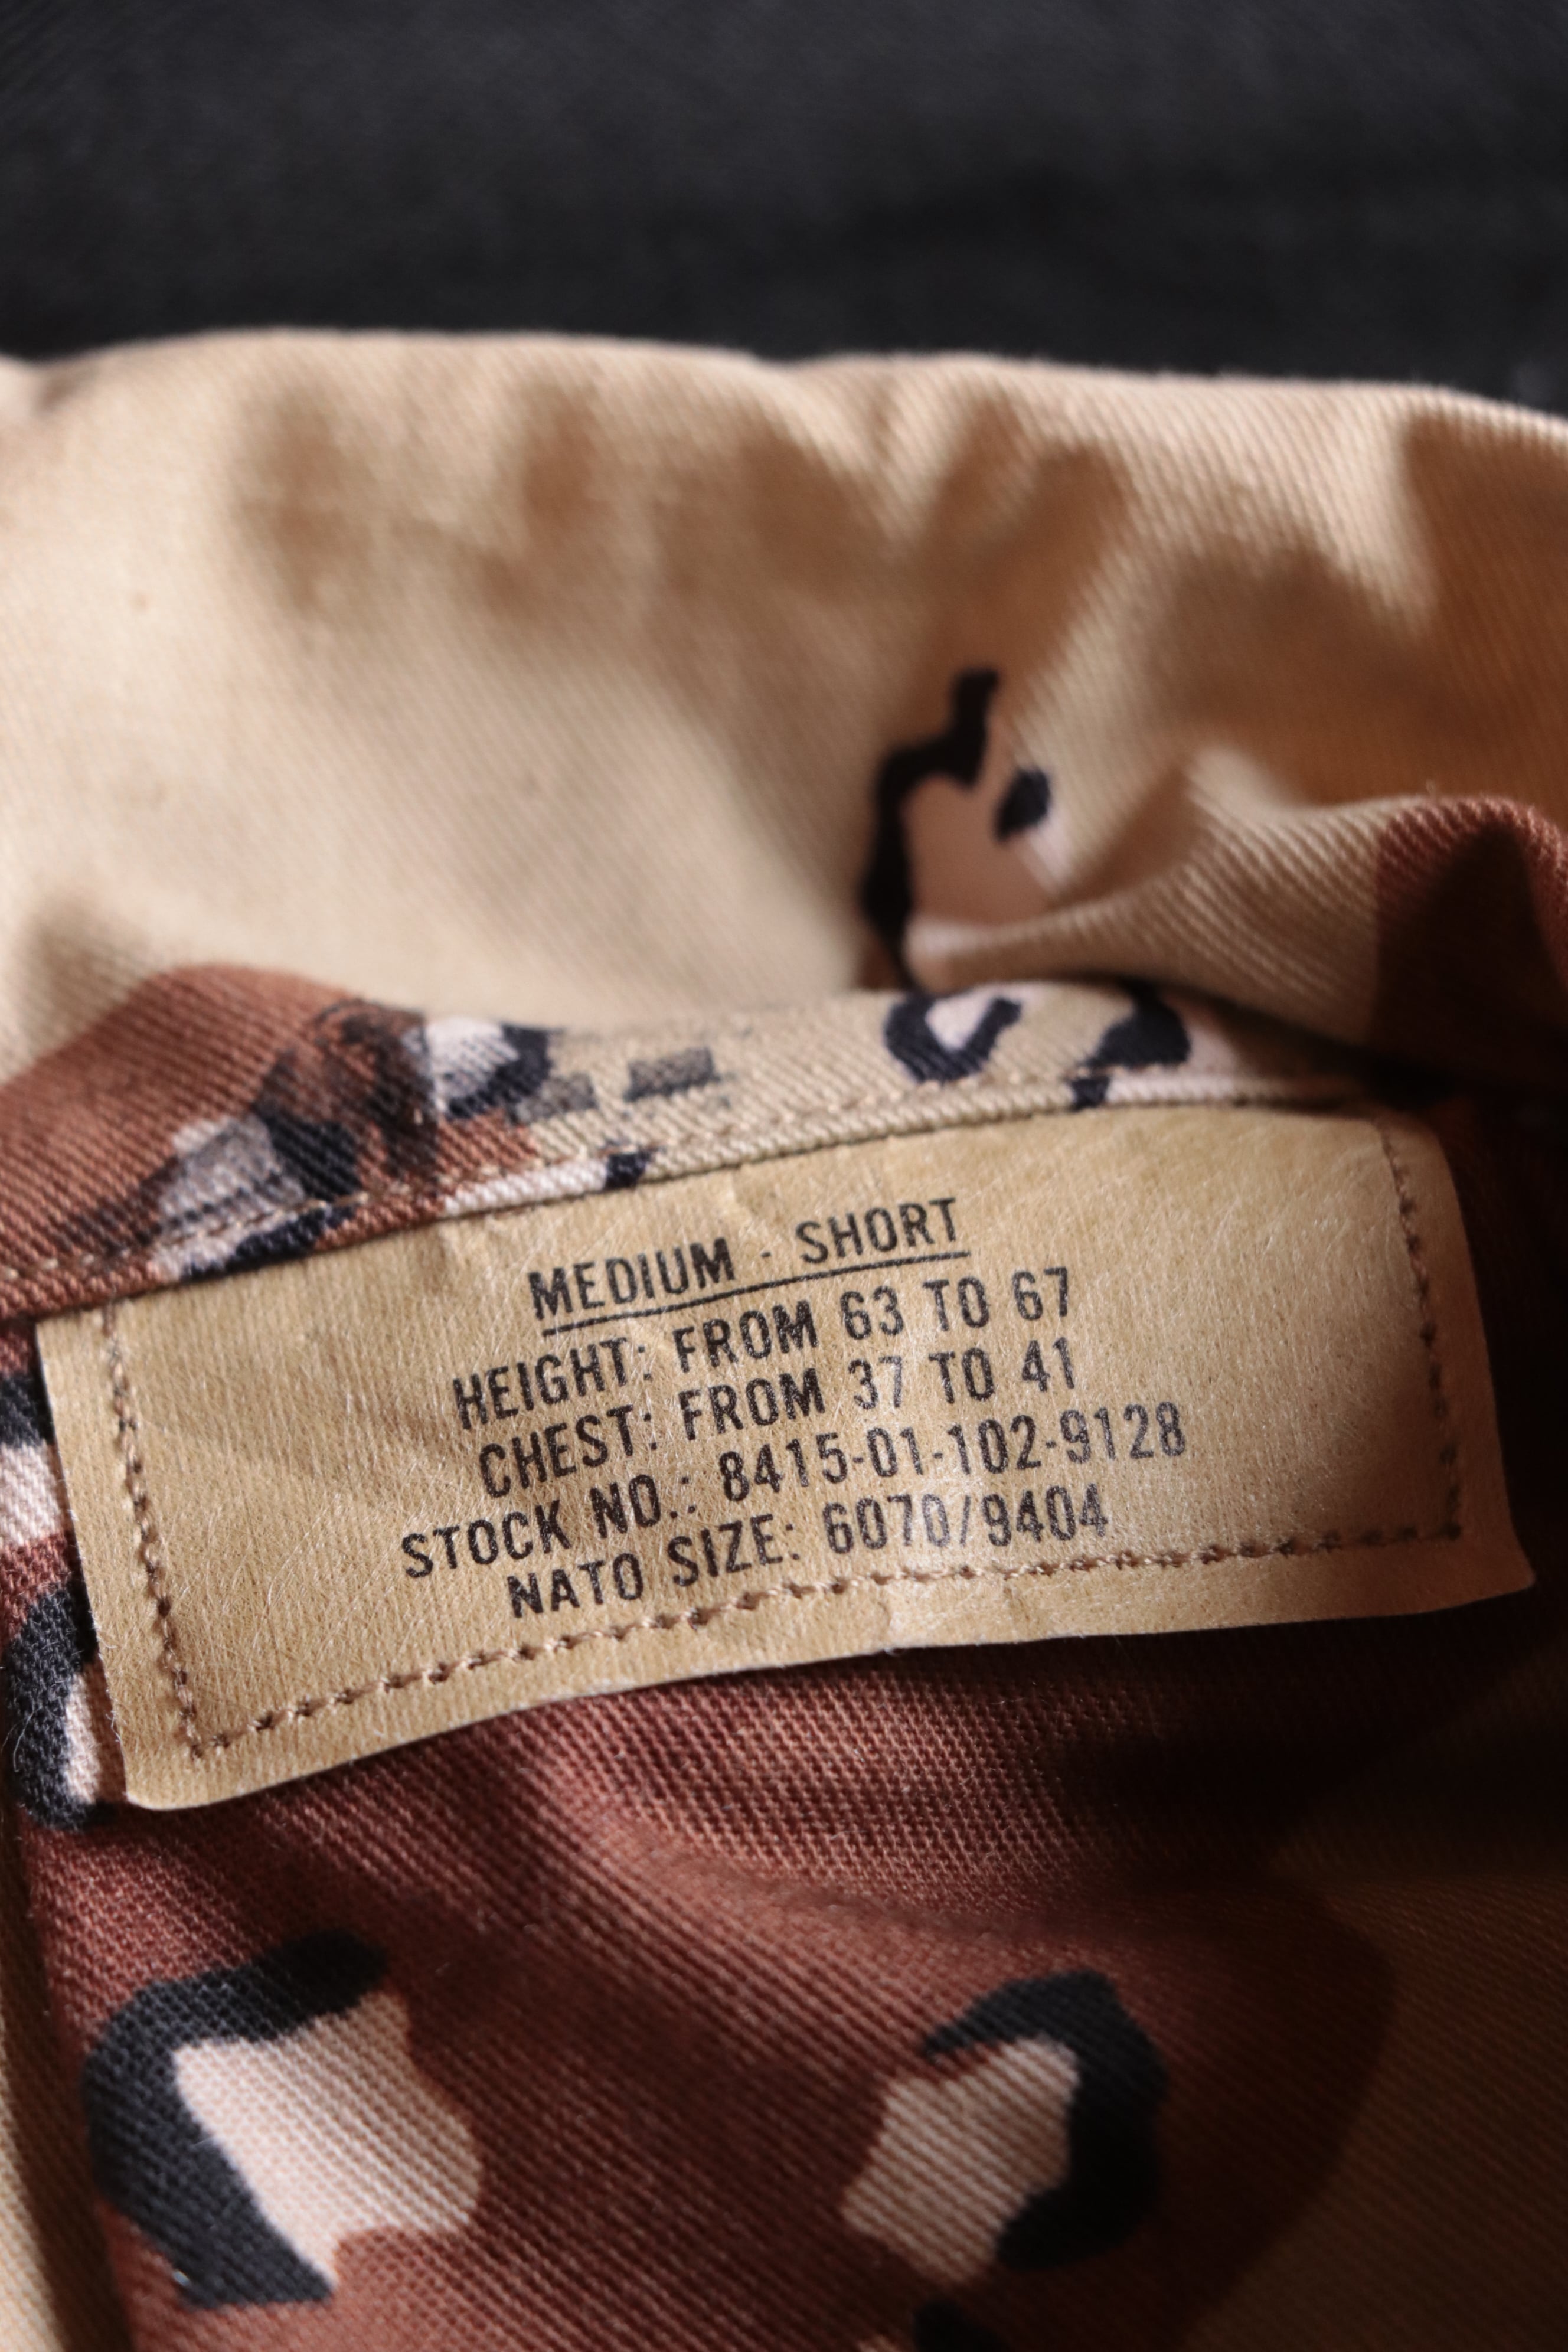 MEDIUM - SHORT
HEIGHT: FROM 63 TO 67
CHEST: FROM 37 TO 41
STOCK NO.: 8415-01-102-9128
NATO SIZE: 6070/9404